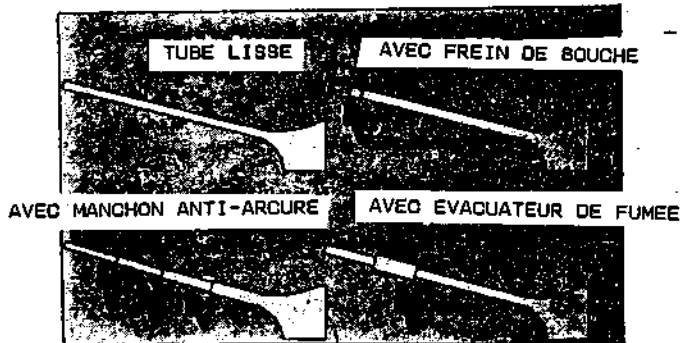 TUBE LISSE
AVEC FREIN DE BOUCHE
AVEC MANCHON ANTI-ARCURE
AVEC EVACUATEUR DE FUMEE